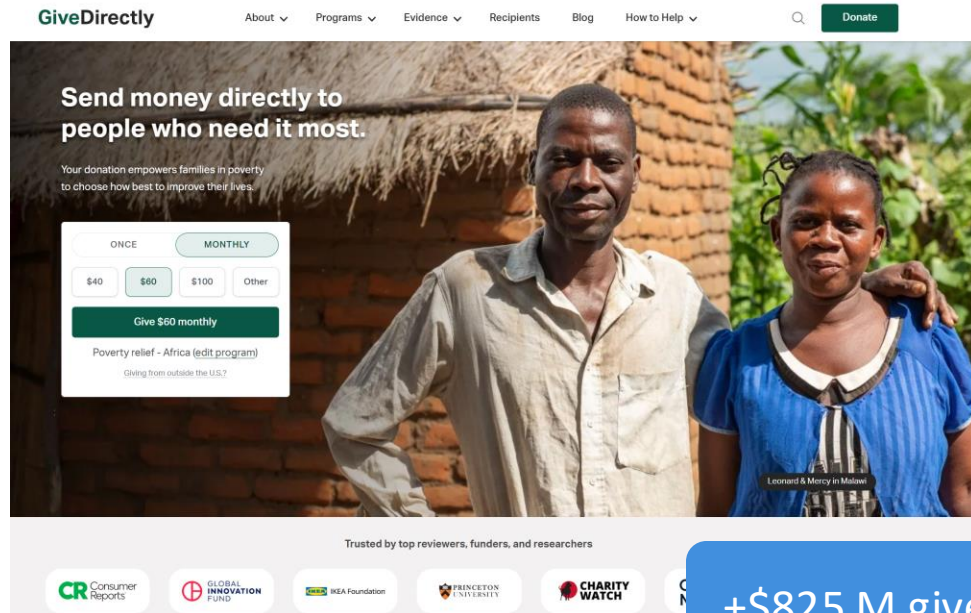 GiveDirectly
About Programs Evidence Recipients Blog How to Help Donate
Send money directly to
people who need it most.
Your donation empowers families in poverty
to choose how best to improve their lives.
ONCE MONTHLY
$40 $60 $100 Other
Give $60 monthly
Poverty relief - Africa (edit program)
Giving from outside the U.S.?
Leonard & Mercy in Malawi
Trusted by top reviewers, funders, and researchers
CR Consumer
Reports
GLOBAL
INNOVATION
FUND
IKEA IKEA Foundation
PRINCETON
UNIVERSITY
CHARITY
WATCH
+$825 M give